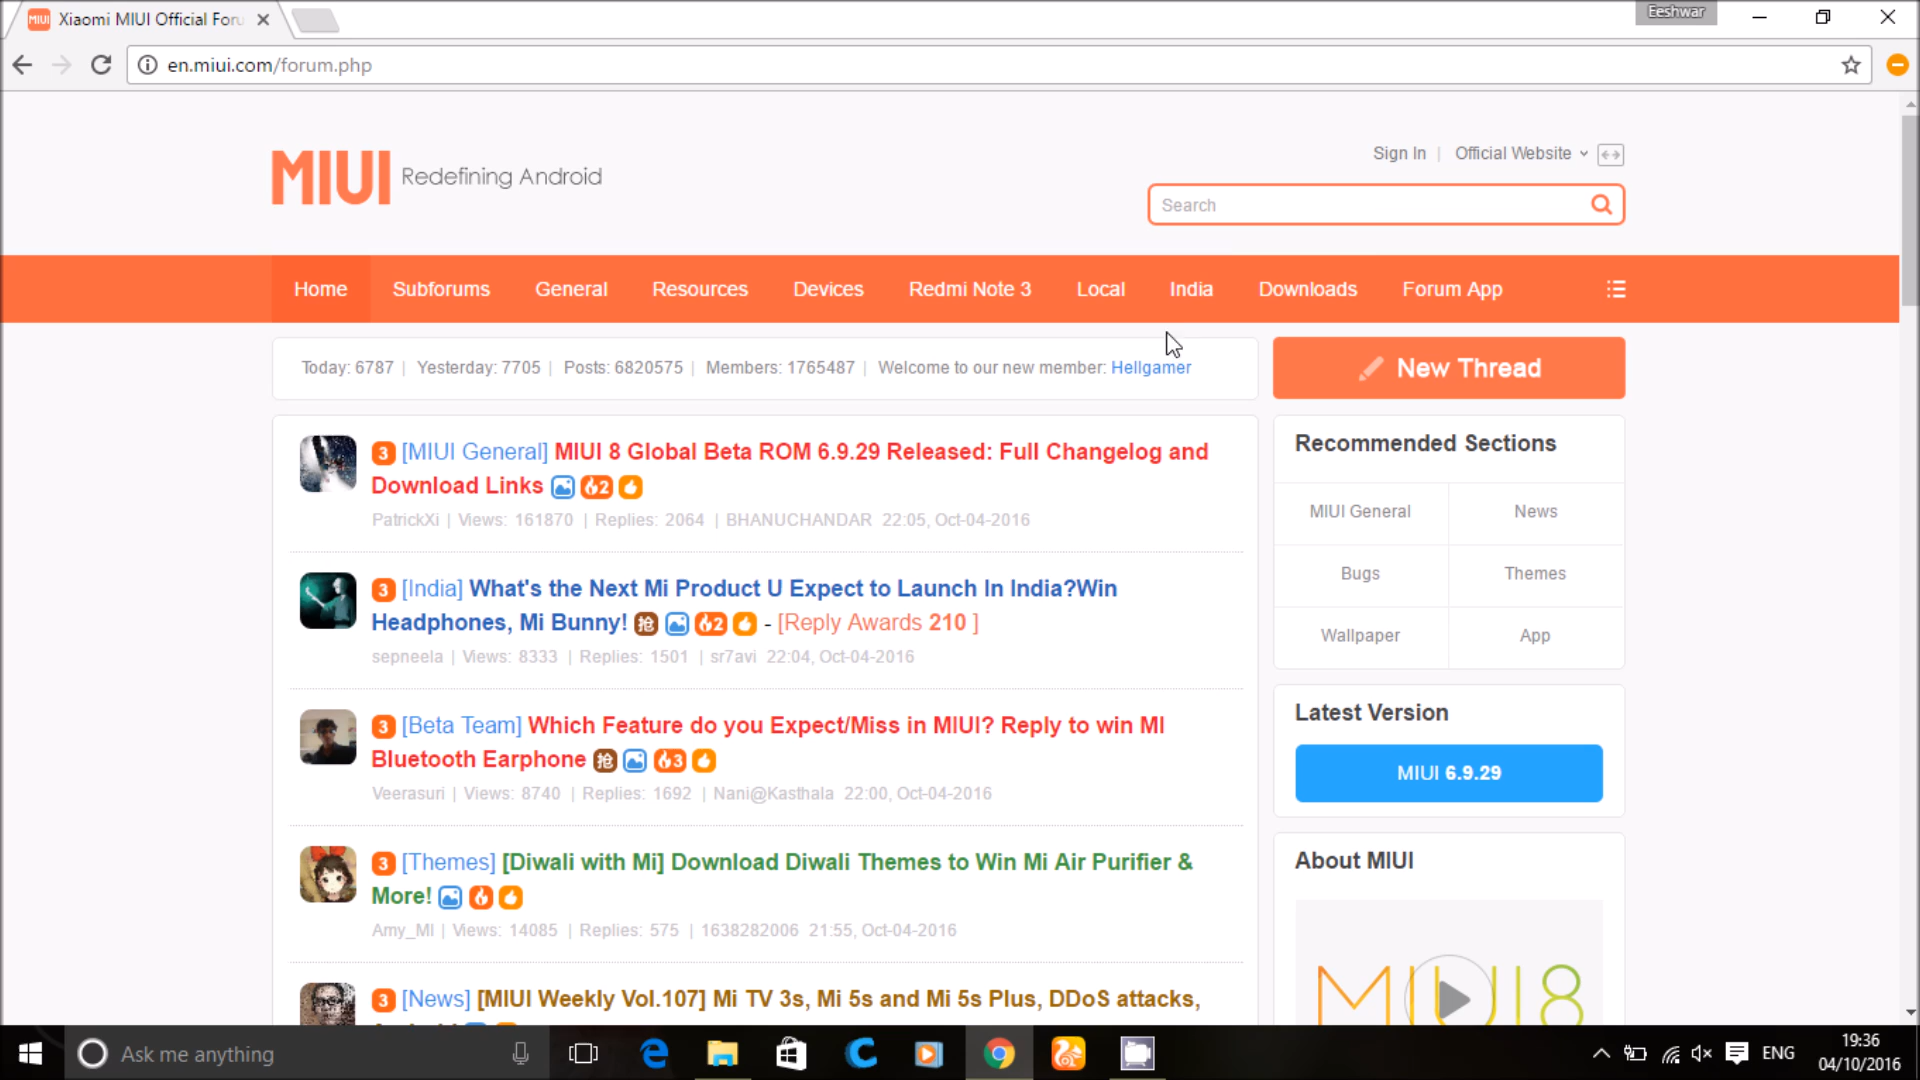 MIUI Xiaomi MIUI Official Foru
Eeshwar
en.miui.com/forum.php
MIUI Redefining Android
Sign In | Official Website
Search
Home Subforums General Resources Devices Redmi Note 3 Local India Downloads Forum App
Today: 6787 | Yesterday: 7705 | Posts: 6820575 | Members: 1765487 | Welcome to our new member: Hellgamer
New Thread
3 [MIUI General] MIUI 8 Global Beta ROM 6.9.29 Released: Full Changelog and
Download Links 2
PatrickXi | Views: 161870 | Replies: 2064 | BHANUCHANDAR 22:05, Oct-04-2016
3 [India] What's the Next Mi Product U Expect to Launch In India?Win
Headphones, Mi Bunny! 抢 2 - [Reply Awards 210 ]
sepneela | Views: 8333 | Replies: 1501 | sr7avi 22:04, Oct-04-2016
3 [Beta Team] Which Feature do you Expect/Miss in MIUI? Reply to win MI
Bluetooth Earphone 抢 3
Veerasuri | Views: 8740 | Replies: 1692 | Nani@Kasthala 22:00, Oct-04-2016
3 [Themes] [Diwali with Mi] Download Diwali Themes to Win Mi Air Purifier &
More!
Amy_MI | Views: 14085 | Replies: 575 | 1638282006 21:55, Oct-04-2016
3 [News] [MIUI Weekly Vol.107] Mi TV 3s, Mi 5s and Mi 5s Plus, DDoS attacks,
Recommended Sections
MIUI General News
Bugs Themes
Wallpaper App
Latest Version
MIUI 6.9.29
About MIUI
MIUI8
Ask me anything
ENG
19:36
04/10/2016